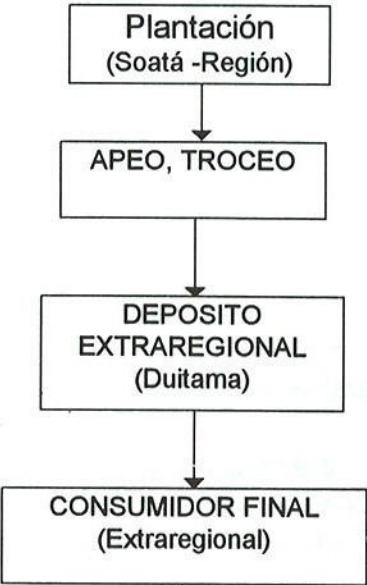 Plantación
(Soatá -Región)
APEO, TROCEO
DEPOSITO
EXTRAREGIONAL
(Duitama)
CONSUMIDOR FINAL
(Extraregional)